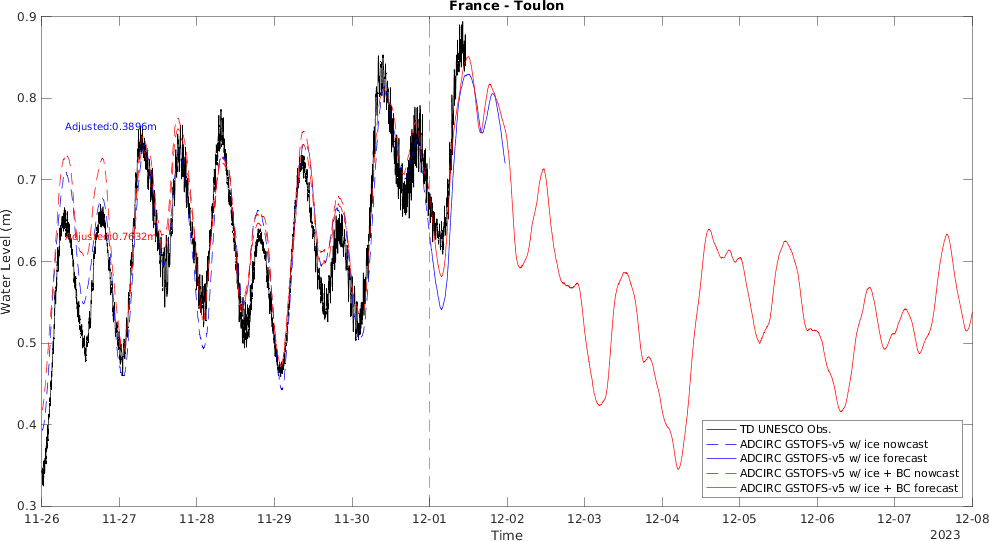 France - Toulon
0.9
0.8
0.7
0.6
0.5
0.4
0.3
Water Level (m)
Adjusted:0.3896m
Adjusted:0.7632m
TD UNESCO Obs.
ADCIRC GSTOFS-v5 w/ ice nowcast
ADCIRC GSTOFS-v5 w/ ice forecast
ADCIRC GSTOFS-v5 w/ ice + BC nowcast
ADCIRC GSTOFS-v5 w/ ice + BC forecast
11-26 11-27 11-28 11-29 11-30 12-01 12-02 12-03 12-04 12-05 12-06 12-07 12-08
Time
2023